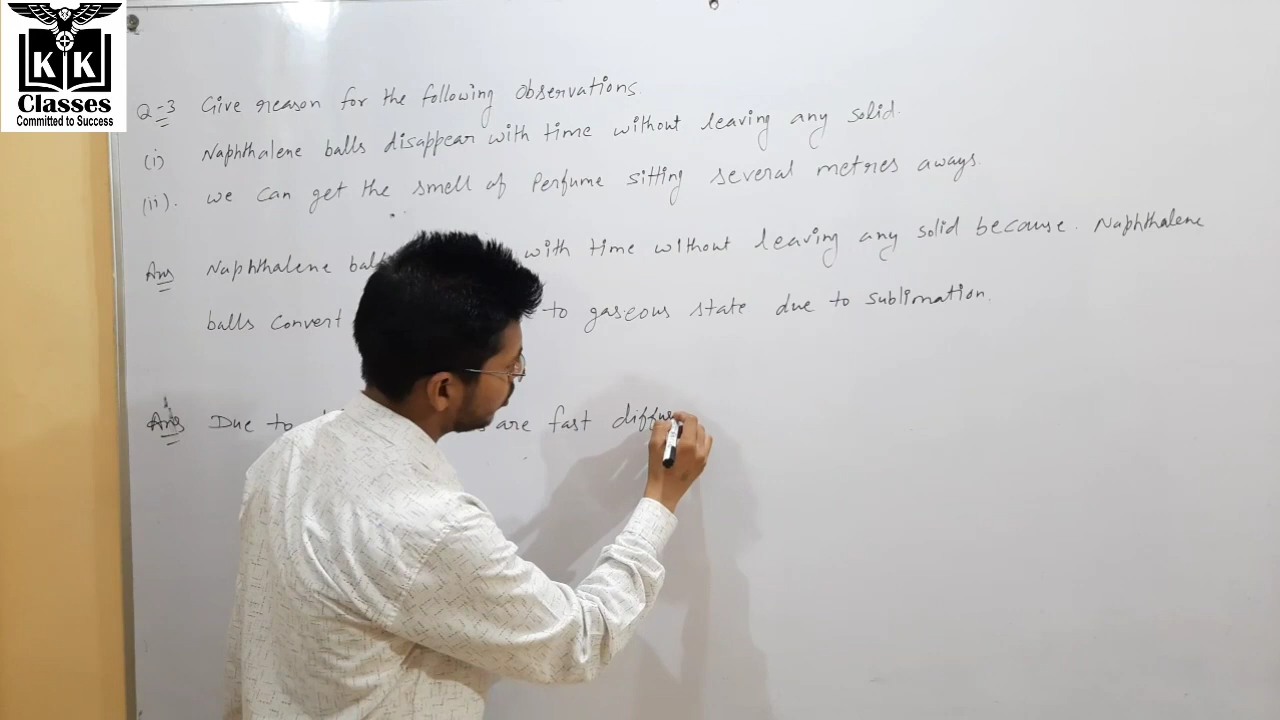 K K
Classes
Committed to Success
Q-3 Give reason for the following observations.
(i) Naphthalene balls disappear with time without leaving any solid.
(ii). we can get the smell of Perfume sitting several metres aways.
Ans Naphthalene ball with time without leaving any solid because. Naphthalene
balls convert to gaseous state due to sublimation.
Ans Due to are fast diffu